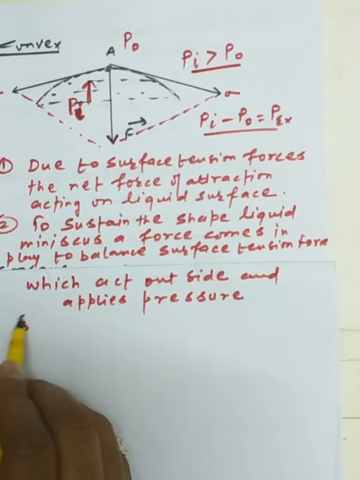 Convex
A P₀
Pi > P₀
Pi
F
σ
Pi - P₀ = PEx
① Due to surface tension forces
the net force of attraction
acting on liquid surface.
② To sustain the shape liquid
miniscus a force comes in
play to balance surface tension force
which act out side and
applies pressure